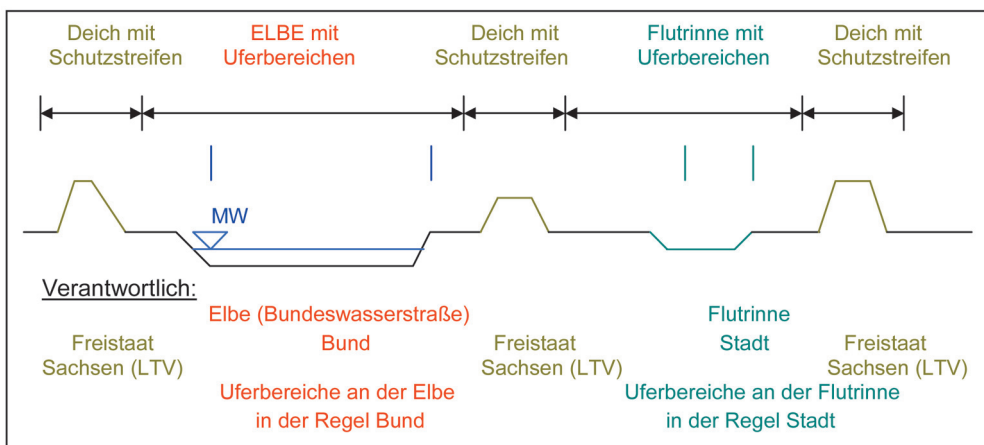 Deich mit
Schutzstreifen
ELBE mit
Uferbereichen
Deich mit
Schutzstreifen
Flutrinne mit
Uferbereichen
Deich mit
Schutzstreifen
MW
Verantwortlich:
Freistaat
Sachsen (LTV)
Elbe (Bundeswasserstraße)
Bund
Uferbereiche an der Elbe
in der Regel Bund
Freistaat
Sachsen (LTV)
Flutrinne
Stadt
Uferbereiche an der Flutrinne
in der Regel Stadt
Freistaat
Sachsen (LTV)